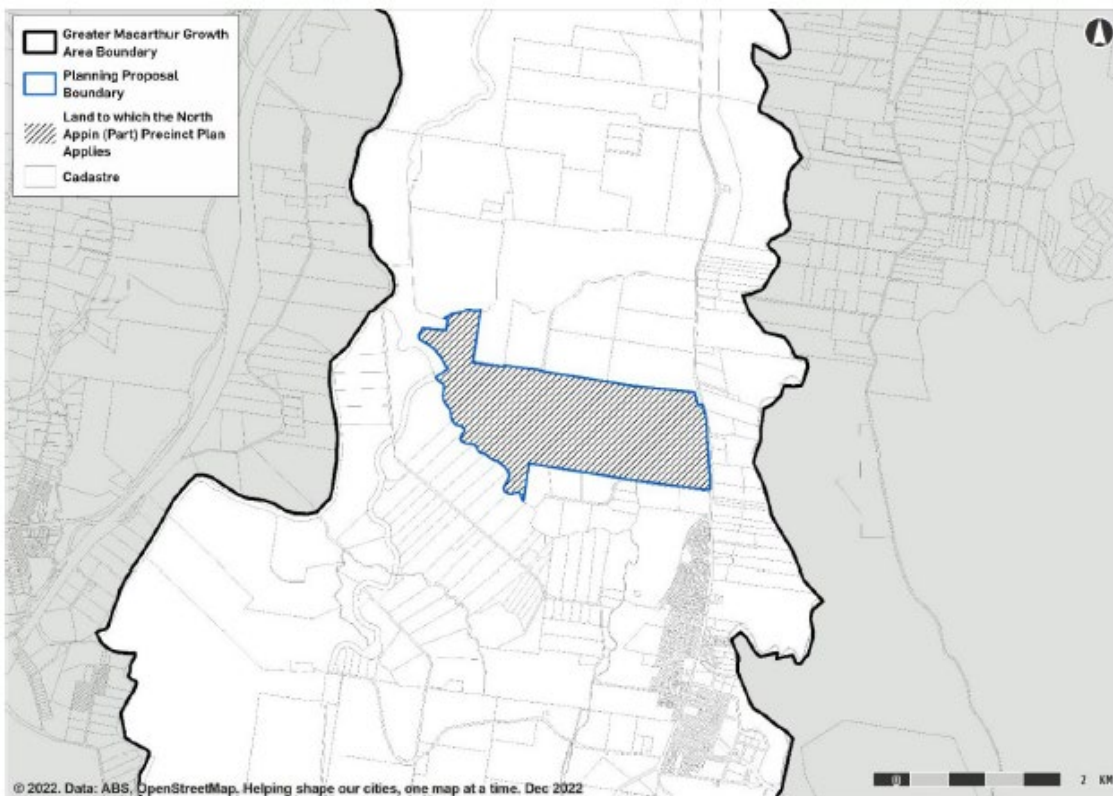 Greater Macarthur Growth
Area Boundary
Planning Proposal
Boundary
Land to which the North
Appin (Part) Precinct Plan
Applies
Cadastre
© 2022. Data: ABS, OpenStreetMap, Helping shape our cities, one map at a time. Dec 2022
0 2 KM